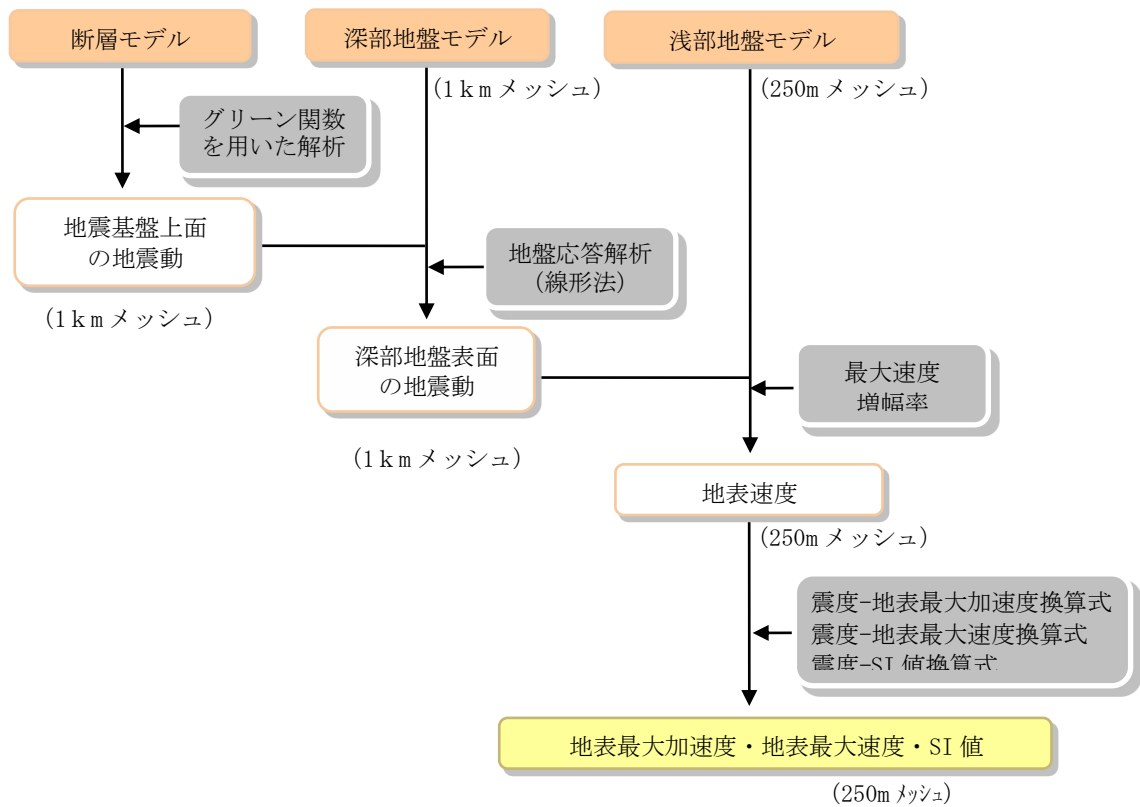 断層モデル
深部地盤モデル
浅部地盤モデル
(1kmメッシュ)
(250mメッシュ)
グリーン関数
を用いた解析
地震基盤上面
の地震動
(1kmメッシュ)
地盤応答解析
(線形法)
深部地盤表面
の地震動
(1kmメッシュ)
最大速度
増幅率
地表速度
(250mメッシュ)
震度-地表最大加速度換算式
震度-地表最大速度換算式
震度-SI値換算式
地表最大加速度・地表最大速度・SI値
(250mメッシュ)